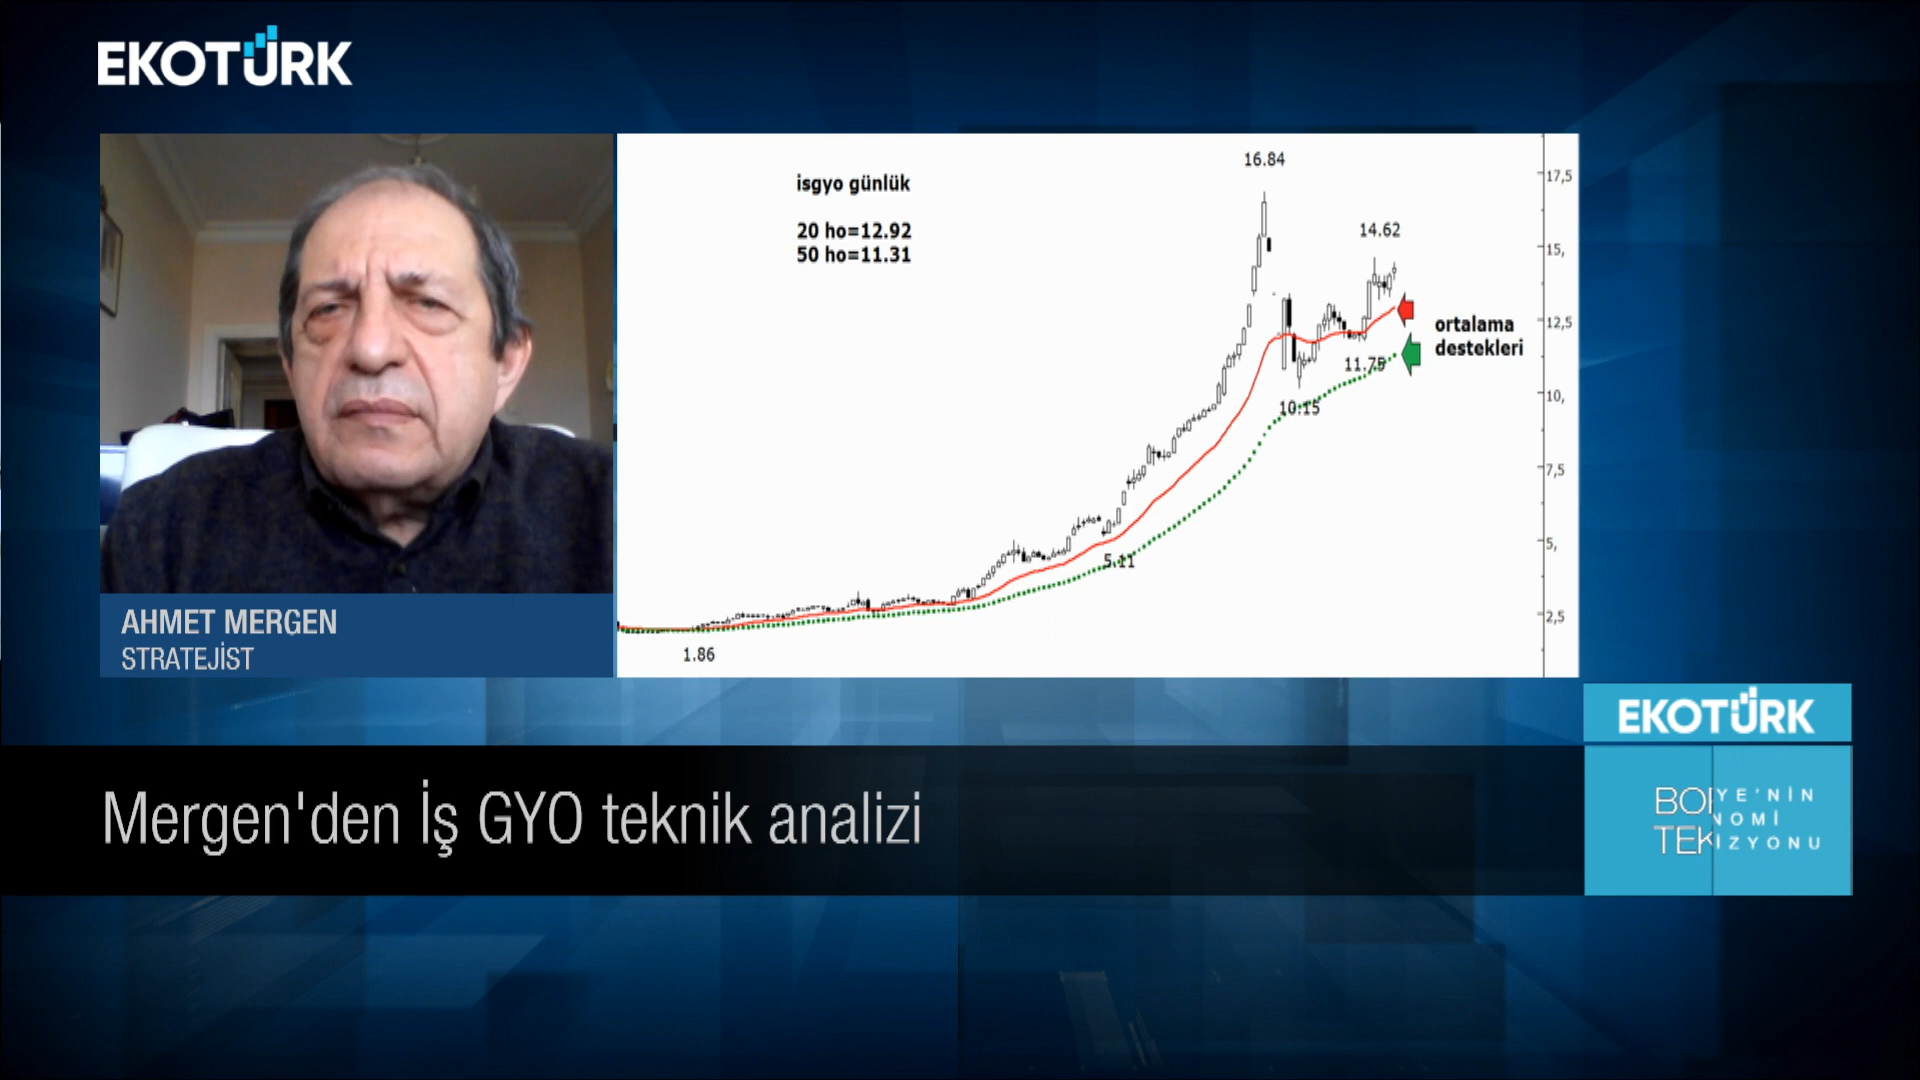 EKOTÜRK
isgyo günlük
20 ho=12.92
50 ho=11.31
16.84
14.62
ortalama
destekleri
11.75
10.15
5.11
1.86
17,5
15,
12,5
10,
7,5
5,
2,5
AHMET MERGEN
STRATEJİST
Mergen'den İş GYO teknik analizi
EKOTÜRK